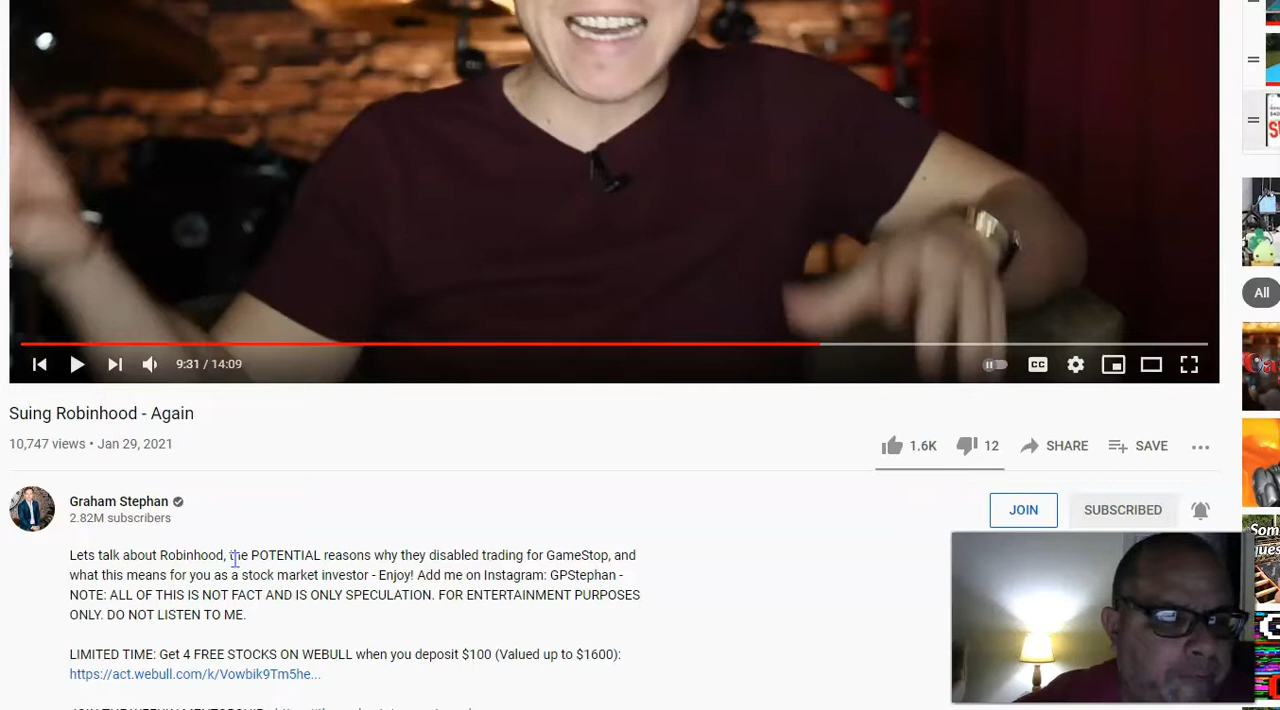 9:31 / 14:09
CC
Suing Robinhood - Again
10,747 views • Jan 29, 2021
1.6K
12
SHARE
SAVE
All
Graham Stephan
2.82M subscribers
JOIN
SUBSCRIBED
Lets talk about Robinhood, the POTENTIAL reasons why they disabled trading for GameStop, and
what this means for you as a stock market investor - Enjoy! Add me on Instagram: GPStephan -
NOTE: ALL OF THIS IS NOT FACT AND IS ONLY SPECULATION. FOR ENTERTAINMENT PURPOSES
ONLY. DO NOT LISTEN TO ME.
LIMITED TIME: Get 4 FREE STOCKS ON WEBULL when you deposit $100 (Valued up to $1600):
https://act.webull.com/k/Vowbik9Tm5he...